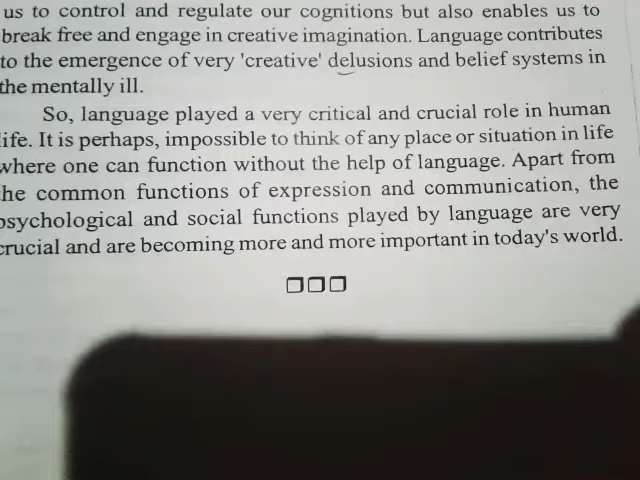 us to control and regulate our cognitions but also enables us to
break free and engage in creative imagination. Language contributes
to the emergence of very 'creative' delusions and belief systems in
the mentally ill.
So, language played a very critical and crucial role in human
life. It is perhaps, impossible to think of any place or situation in life
where one can function without the help of language. Apart from
the common functions of expression and communication, the
psychological and social functions played by language are very
crucial and are becoming more and more important in today's world.